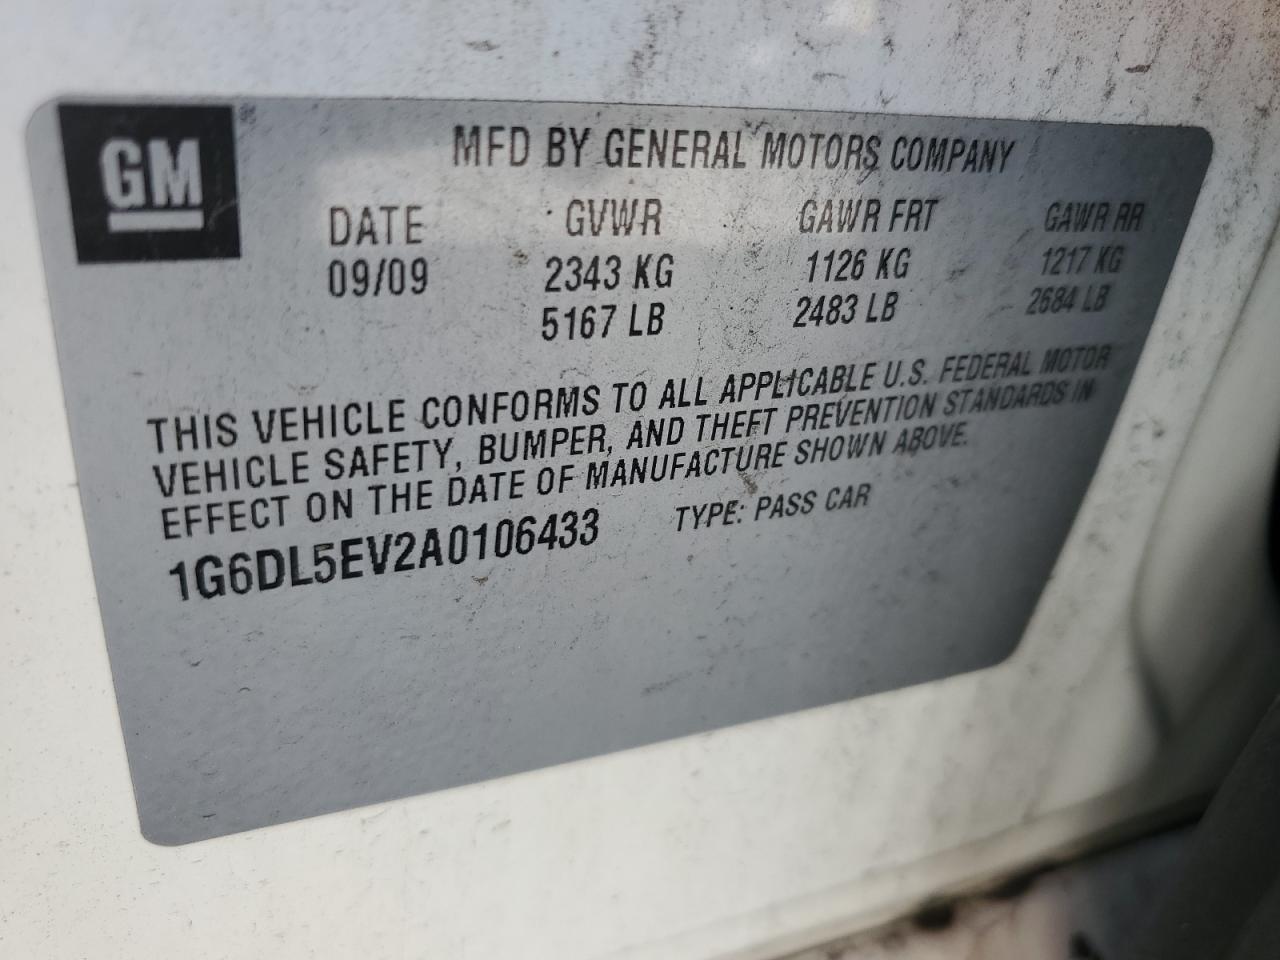 GM
MFD BY GENERAL MOTORS COMPANY
DATE GVWR GAWR FRT GAWR RR
09/09 2343 KG 1126 KG 1217 KG
5167 LB 2483 LB 2684 LB
THIS VEHICLE CONFORMS TO ALL APPLICABLE U.S. FEDERAL MOTOR
VEHICLE SAFETY, BUMPER, AND THEFT PREVENTION STANDARDS IN
EFFECT ON THE DATE OF MANUFACTURE SHOWN ABOVE.
1G6DL5EV2A0106433 TYPE: PASS CAR